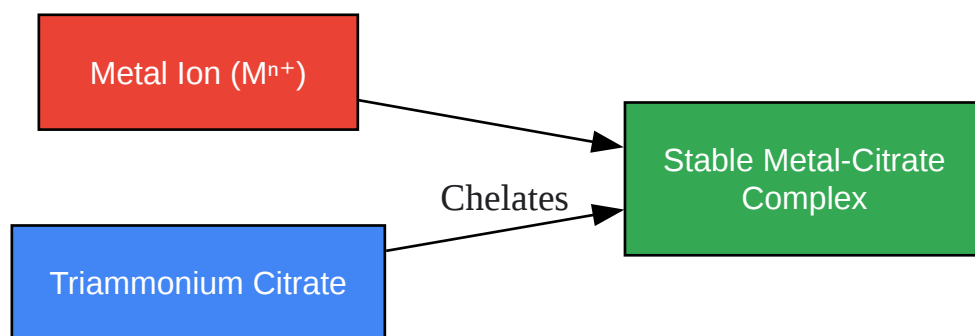 Metal Ion (Mⁿ⁺)
Stable Metal-Citrate
Complex
Chelates
Triammonium Citrate